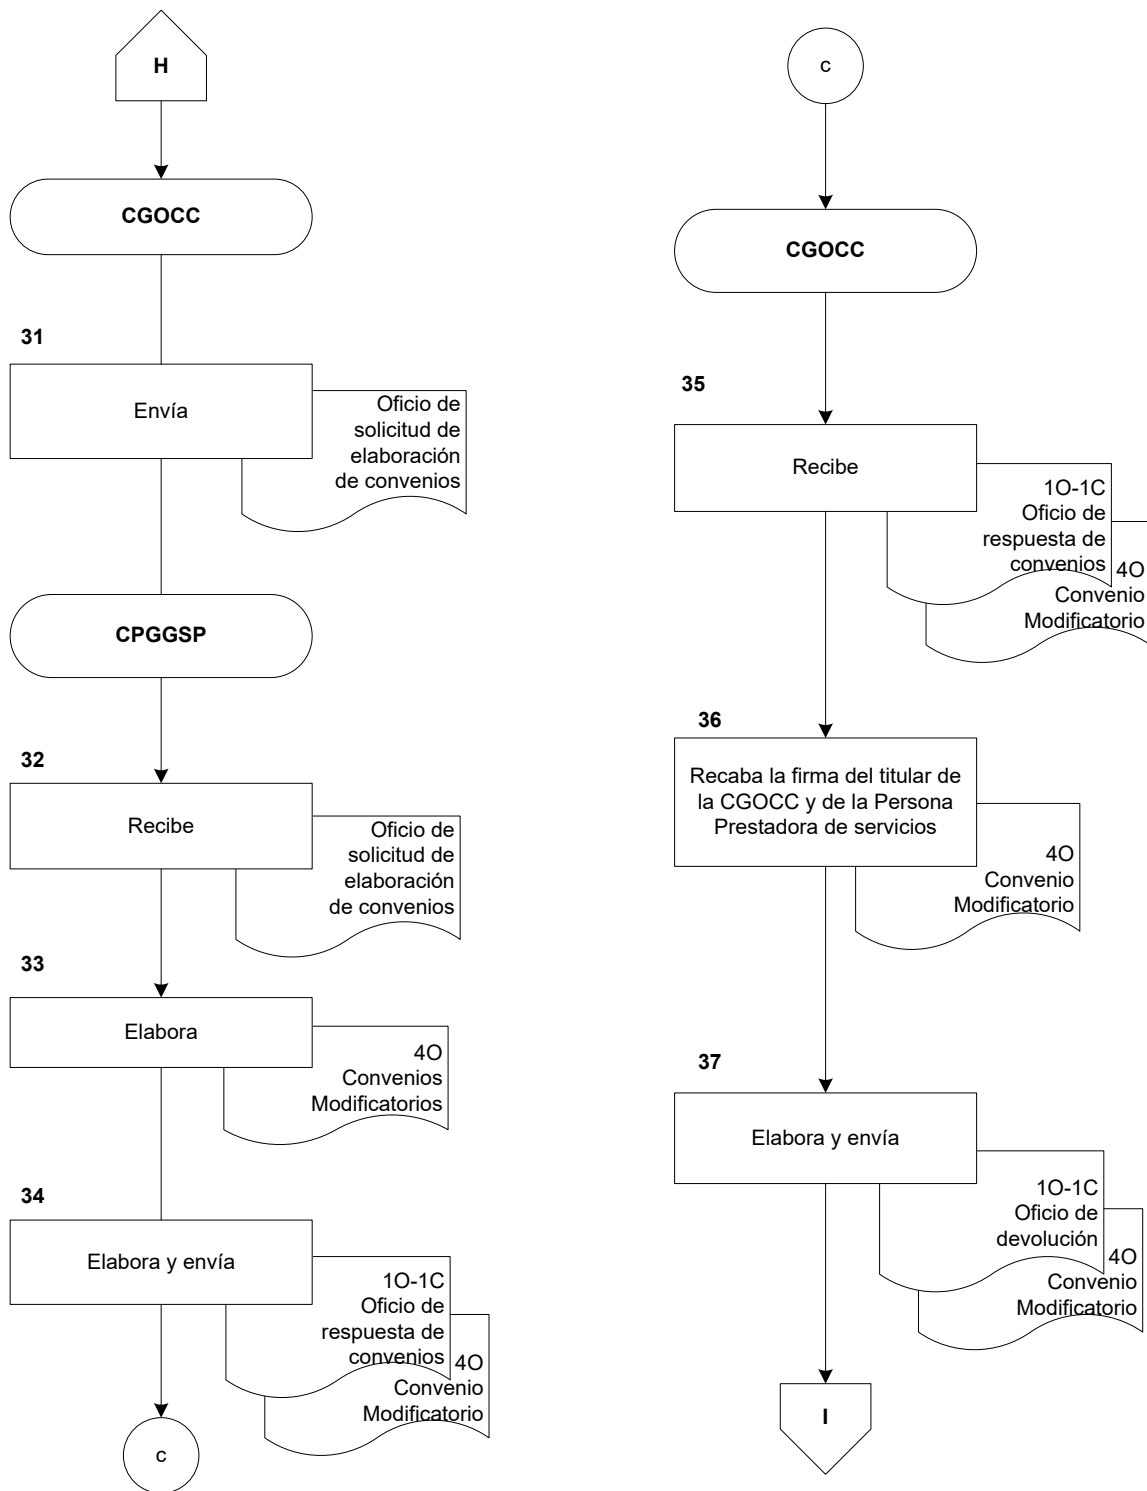 H
CGOCC
31
Envía
Oficio de
solicitud de
elaboración
de convenios
CPGGSP
32
Recibe
Oficio de
solicitud de
elaboración
de convenios
33
Elabora
4O
Convenios
Modificatorios
34
Elabora y envía
1O-1C
Oficio de
respuesta de
convenios
4O
Convenio
Modificatorio
c
c
CGOCC
35
Recibe
1O-1C
Oficio de
respuesta de
convenios
4O
Convenio
Modificatorio
36
Recaba la firma del titular de
la CGOCC y de la Persona
Prestadora de servicios
4O
Convenio
Modificatorio
37
Elabora y envía
1O-1C
Oficio de
devolución
4O
Convenio
Modificatorio
I